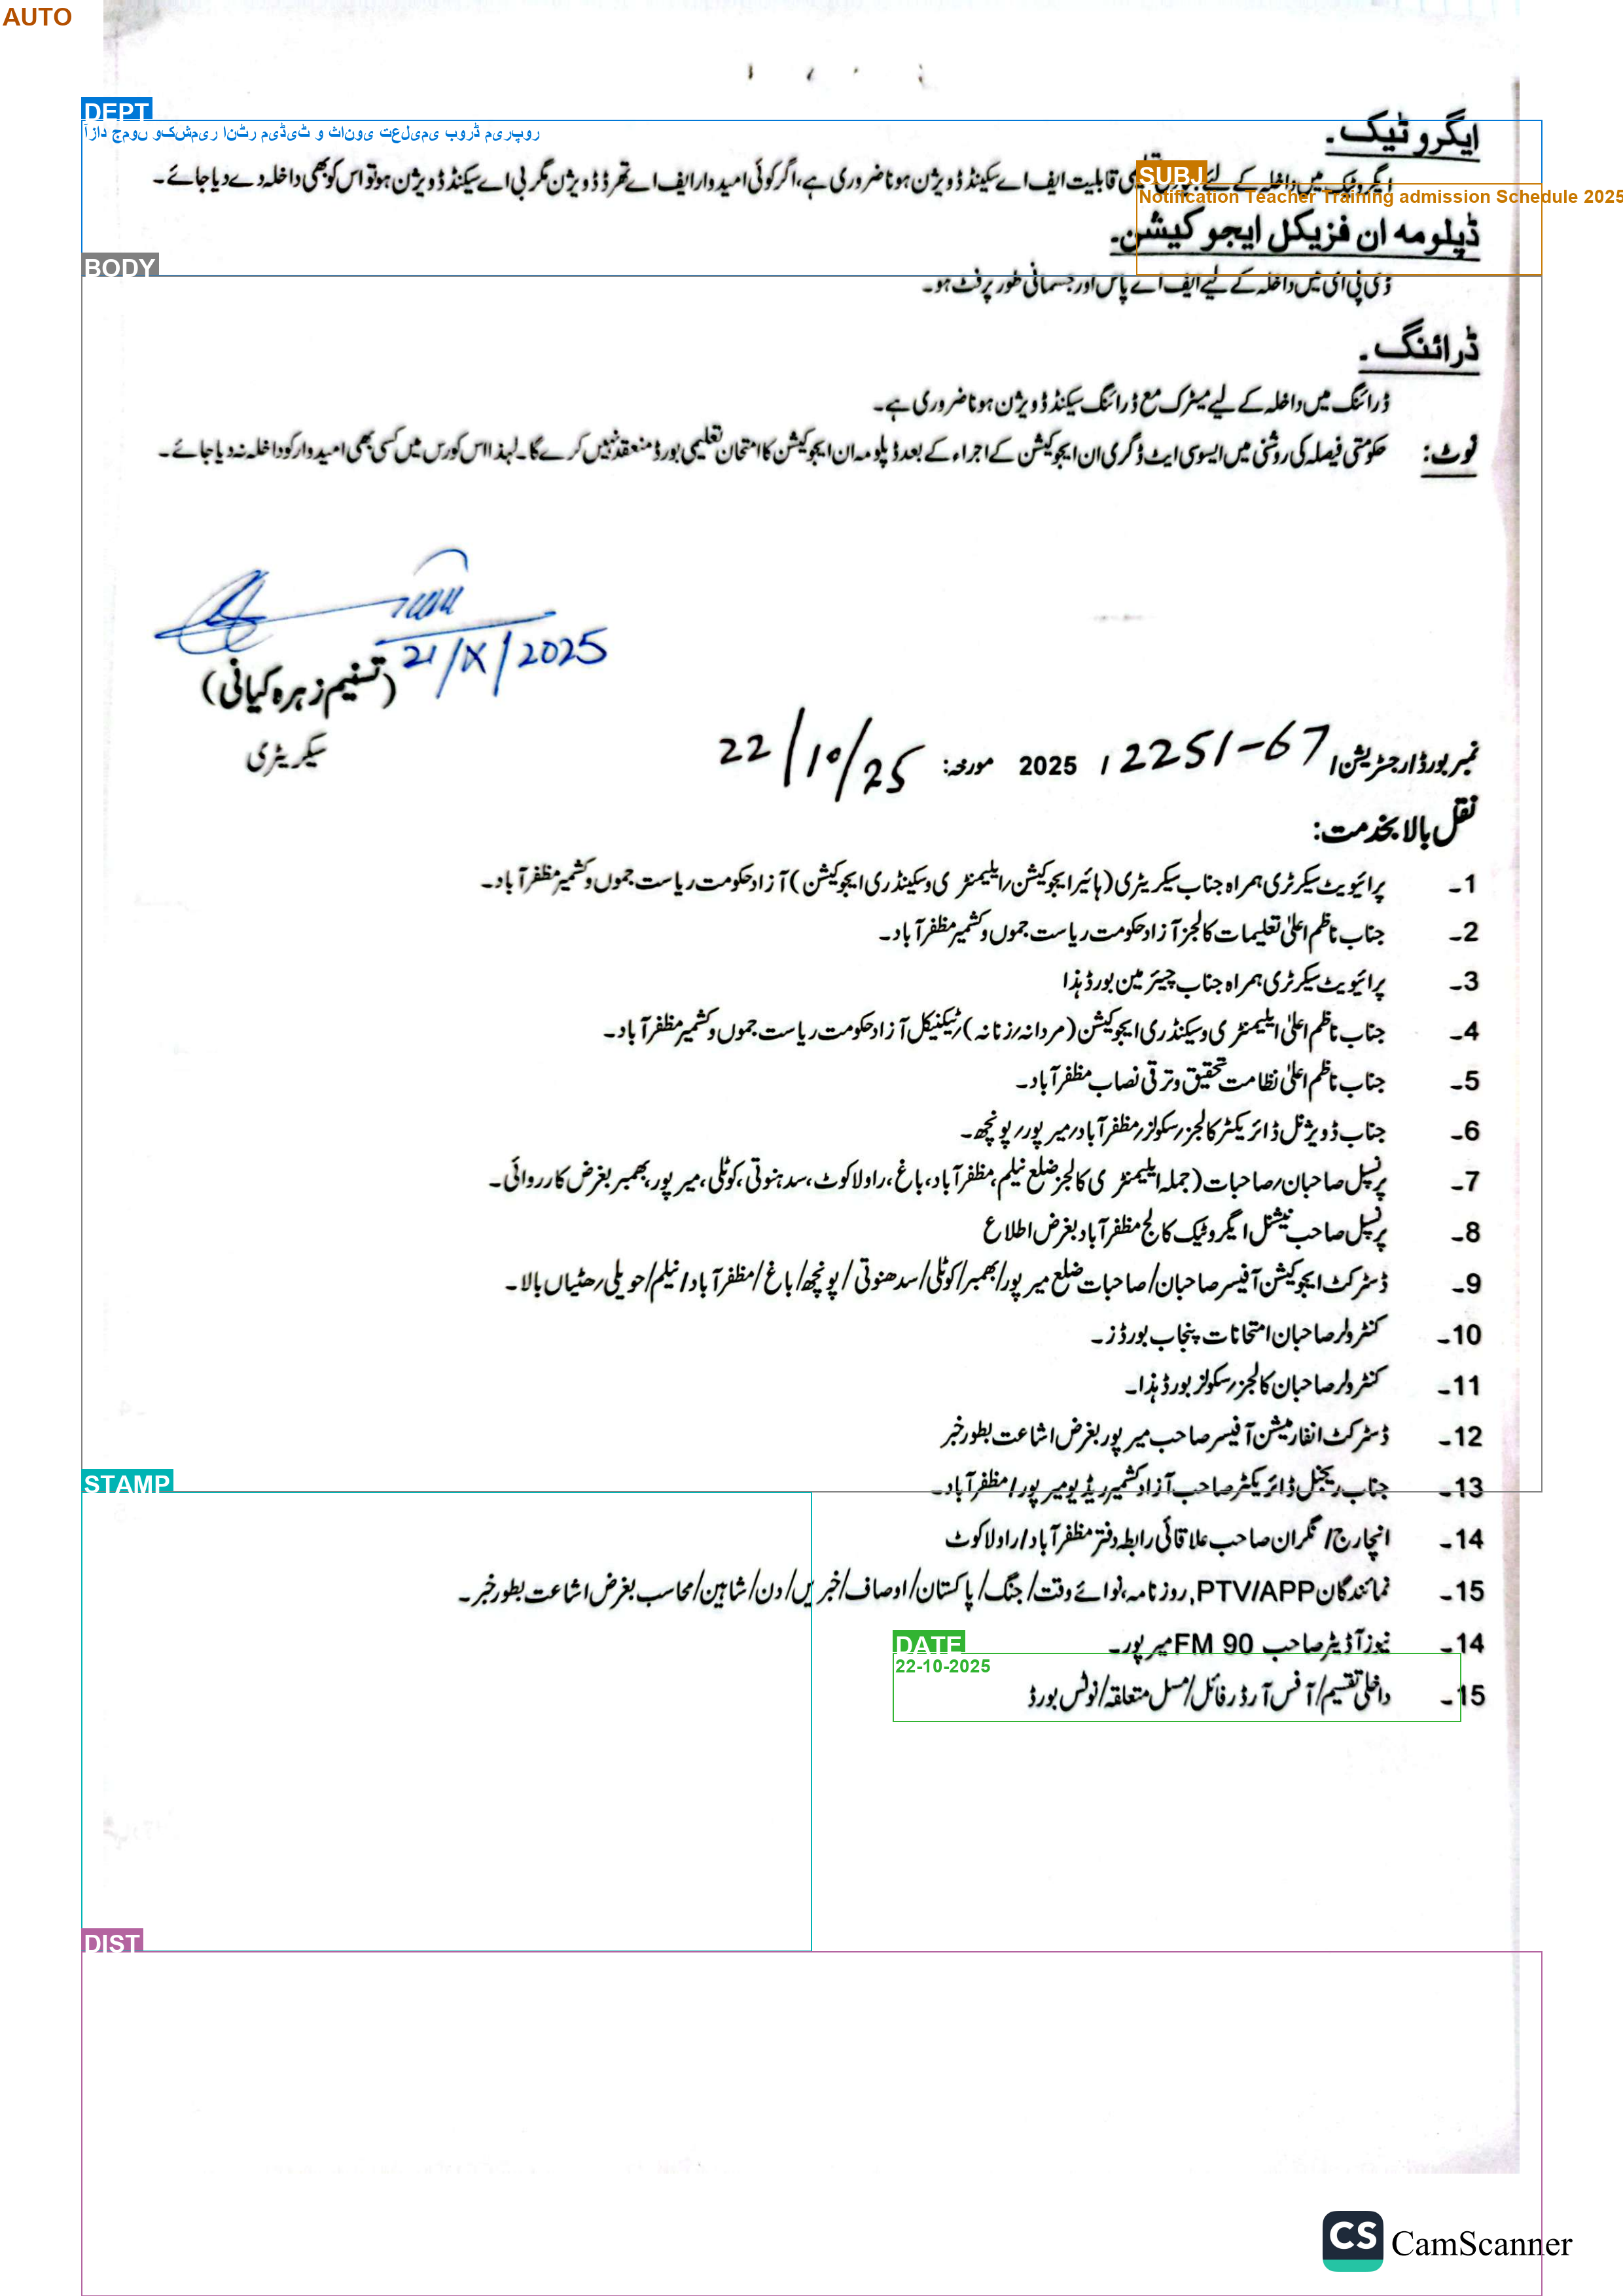 AUTO
DEPT
آزاد جموں وکشمیر انٹر میڈیٹ و ثانوی تعلیمی بورڈ میرپور
ایگروٹیک۔
ایگروٹیک میں داخلہ کے لئے قابلیت ایف اے سیکنڈ ڈویژن ہونا ضروری ہے، اگر کوئی امیدوار ایف اے تھرڈ ڈویژن مگر بی اے سیکنڈ ڈویژن ہو تو اس کو بھی داخلہ دے دیا جائے۔
SUBJ
Notification Teacher Training admission Schedule 2025
ڈپلومہ ان فزیکل ایجوکیشن۔
BODY
ڈی پی ای میں داخلہ کے لیے ایف اے پاس اور جسمانی طور پر فٹ ہو۔
ڈرائنگ۔
ڈرائنگ میں داخلہ کے لیے میٹرک مع ڈرائنگ سیکنڈ ڈویژن ہونا ضروری ہے۔
نوٹ: حکومتی فیصلہ کی روشنی میں ایسوسی ایٹ ڈگری ان ایجوکیشن کے اجراء کے بعد ڈپلومہ ان ایجوکیشن کا امتحان تعلیمی بورڈ منعقد نہیں کرے گا۔ لہذا اس کورس میں کسی بھی امیدوار کو داخلہ نہ دیا جائے۔
21/X/2025
(تسنیم زہرہ کیانی)
سیکریٹری
نمبر بورڈ/رجسٹریشن/ 2251-67 / 2025 مورخہ: 22/10/25
نقل بالا بخدمت:
1۔ پرائیویٹ سیکرٹری ہمراہ جناب سیکریٹری (ہائیر ایجوکیشن/ایلیمنٹری وسیکینڈری ایجوکیشن) آزاد حکومت ریاست جموں وکشمیر مظفرآباد۔
2۔ جناب ناظم اعلیٰ تعلیمات کالجز آزاد حکومت ریاست جموں وکشمیر مظفرآباد۔
3۔ پرائیویٹ سیکرٹری ہمراہ جناب چیئرمین بورڈ ہٰذا
4۔ جناب ناظم اعلیٰ ایلیمنٹری وسیکنڈری ایجوکیشن (مردانہ/زنانہ)/ٹیکنیکل آزاد حکومت ریاست جموں وکشمیر مظفرآباد۔
5۔ جناب ناظم اعلیٰ نظامت تحقیق وترقی نصاب مظفرآباد۔
6۔ جناب ڈویژنل ڈائریکٹر کالجز/سکولز/مظفرآباد/میرپور/پونچھ۔
7۔ پرنسپل صاحبان/صاحبات (جملہ ایلیمنٹری کالجز ضلع نیلم، مظفرآباد، باغ، راولاکوٹ، سدہنوتی، کوٹلی، میرپور، بھمبر بغرض کارروائی۔
8۔ پرنسپل صاحب نیشنل ایگروٹیک کالج مظفرآباد بغرض اطلاع
9۔ ڈسٹرکٹ ایجوکیشن آفیسر صاحبان/صاحبات ضلع میرپور/بھمبر/کوٹلی/سدھنوتی/پونچھ/باغ/مظفرآباد/نیلم/حویلی/ھٹیاں بالا۔
10۔ کنٹرولر صاحبان امتحانات پنجاب بورڈز۔
11۔ کنٹرولر صاحبان کالجز/سکولز بورڈ ہٰذا۔
12۔ ڈسٹرکٹ انفارمیشن آفیسر صاحب میرپور بغرض اشاعت بطور خبر
STAMP
13۔ جناب ریجنل ڈائریکٹر صاحب آزاد کشمیر ریڈیو میرپور/مظفرآباد۔
14۔ انچارج/نگران صاحب علاقائی رابطہ دفتر مظفرآباد/راولاکوٹ
15۔ نمائندگان PTV/APP, روزنامہ، نوائے وقت/جنگ/پاکستان/اوصاف/خبریں/دن/شاہین/محاسب بغرض اشاعت بطور خبر۔
14۔ نیوز آڈیٹر صاحب FM 90 میرپور۔
DATE
22-10-2025
15۔ داخلی تقسیم/آفس آرڈر فائل/مسل متعلقہ/نوٹس بورڈ
DIST
CS CamScanner